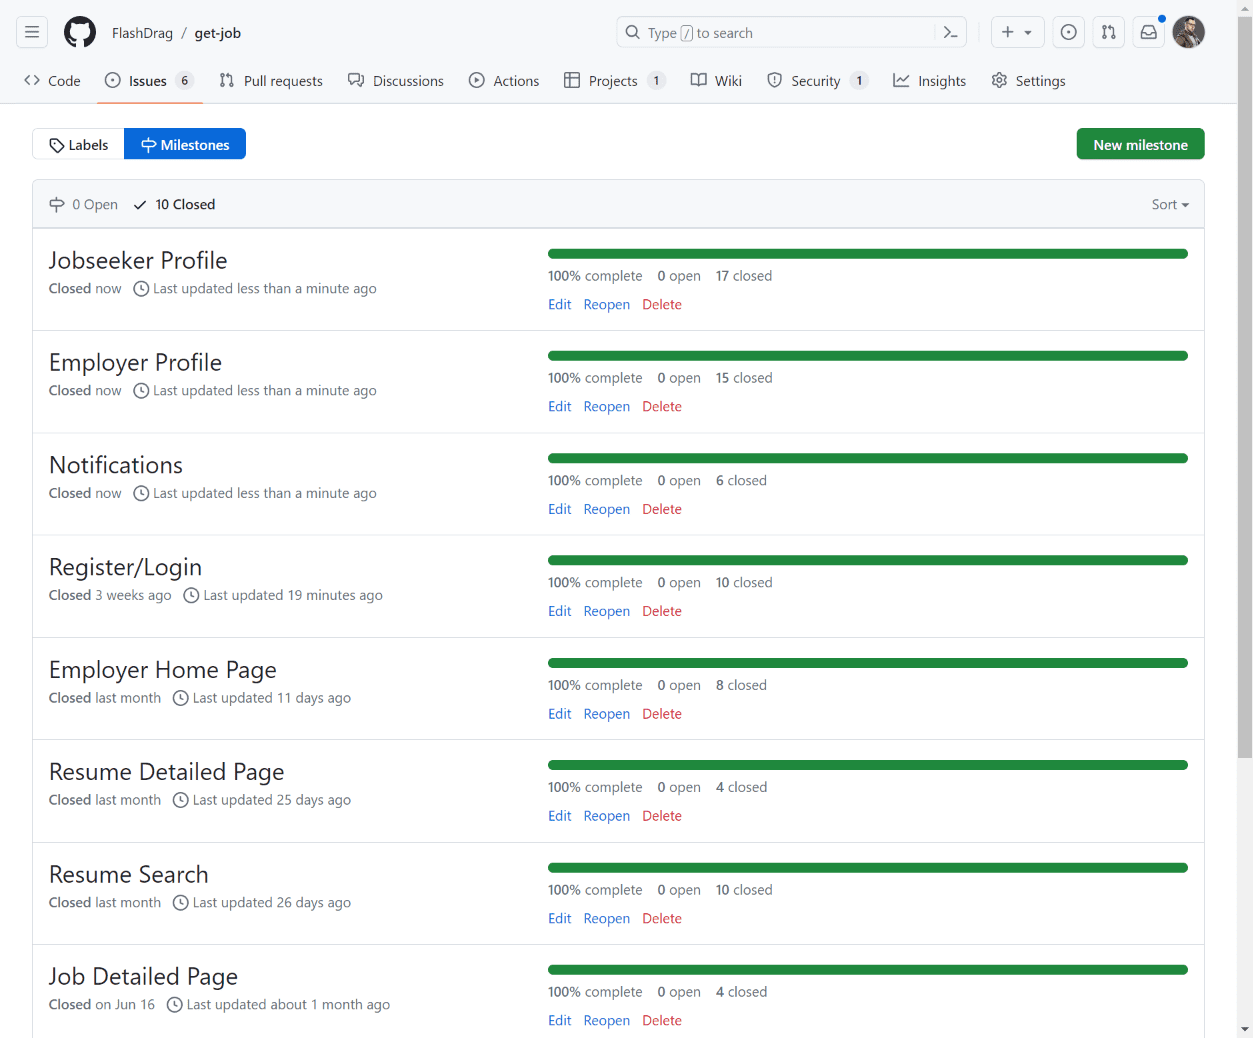 FlashDrag / get-job
Type / to search
Code
Issues 6
Pull requests
Discussions
Actions
Projects 1
Wiki
Security 1
Insights
Settings
Labels
Milestones
New milestone
0 Open
10 Closed
Sort
Jobseeker Profile
Closed now Last updated less than a minute ago
100% complete 0 open 17 closed
Edit Reopen Delete
Employer Profile
Closed now Last updated less than a minute ago
100% complete 0 open 15 closed
Edit Reopen Delete
Notifications
Closed now Last updated less than a minute ago
100% complete 0 open 6 closed
Edit Reopen Delete
Register/Login
Closed 3 weeks ago Last updated 19 minutes ago
100% complete 0 open 10 closed
Edit Reopen Delete
Employer Home Page
Closed last month Last updated 11 days ago
100% complete 0 open 8 closed
Edit Reopen Delete
Resume Detailed Page
Closed last month Last updated 25 days ago
100% complete 0 open 4 closed
Edit Reopen Delete
Resume Search
Closed last month Last updated 26 days ago
100% complete 0 open 10 closed
Edit Reopen Delete
Job Detailed Page
Closed on Jun 16 Last updated about 1 month ago
100% complete 0 open 4 closed
Edit Reopen Delete